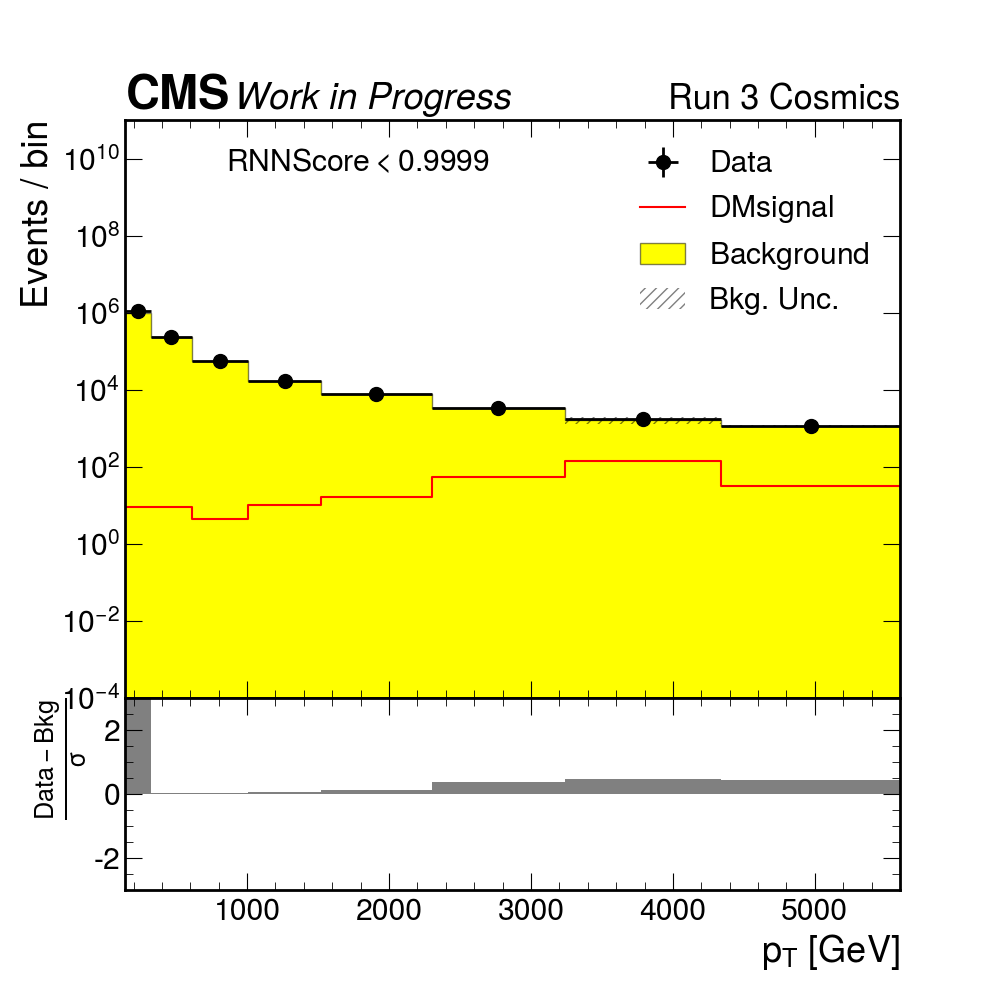 CMS Work in Progress Run 3 Cosmics
Events / bin
RNNScore < 0.9999
Data
DMsignal
Background
Bkg. Unc.
10^10
10^8
10^6
10^4
10^2
10^0
10^−2
10^−4
Data − Bkg
σ
2
0
-2
1000 2000 3000 4000 5000
p_T [GeV]